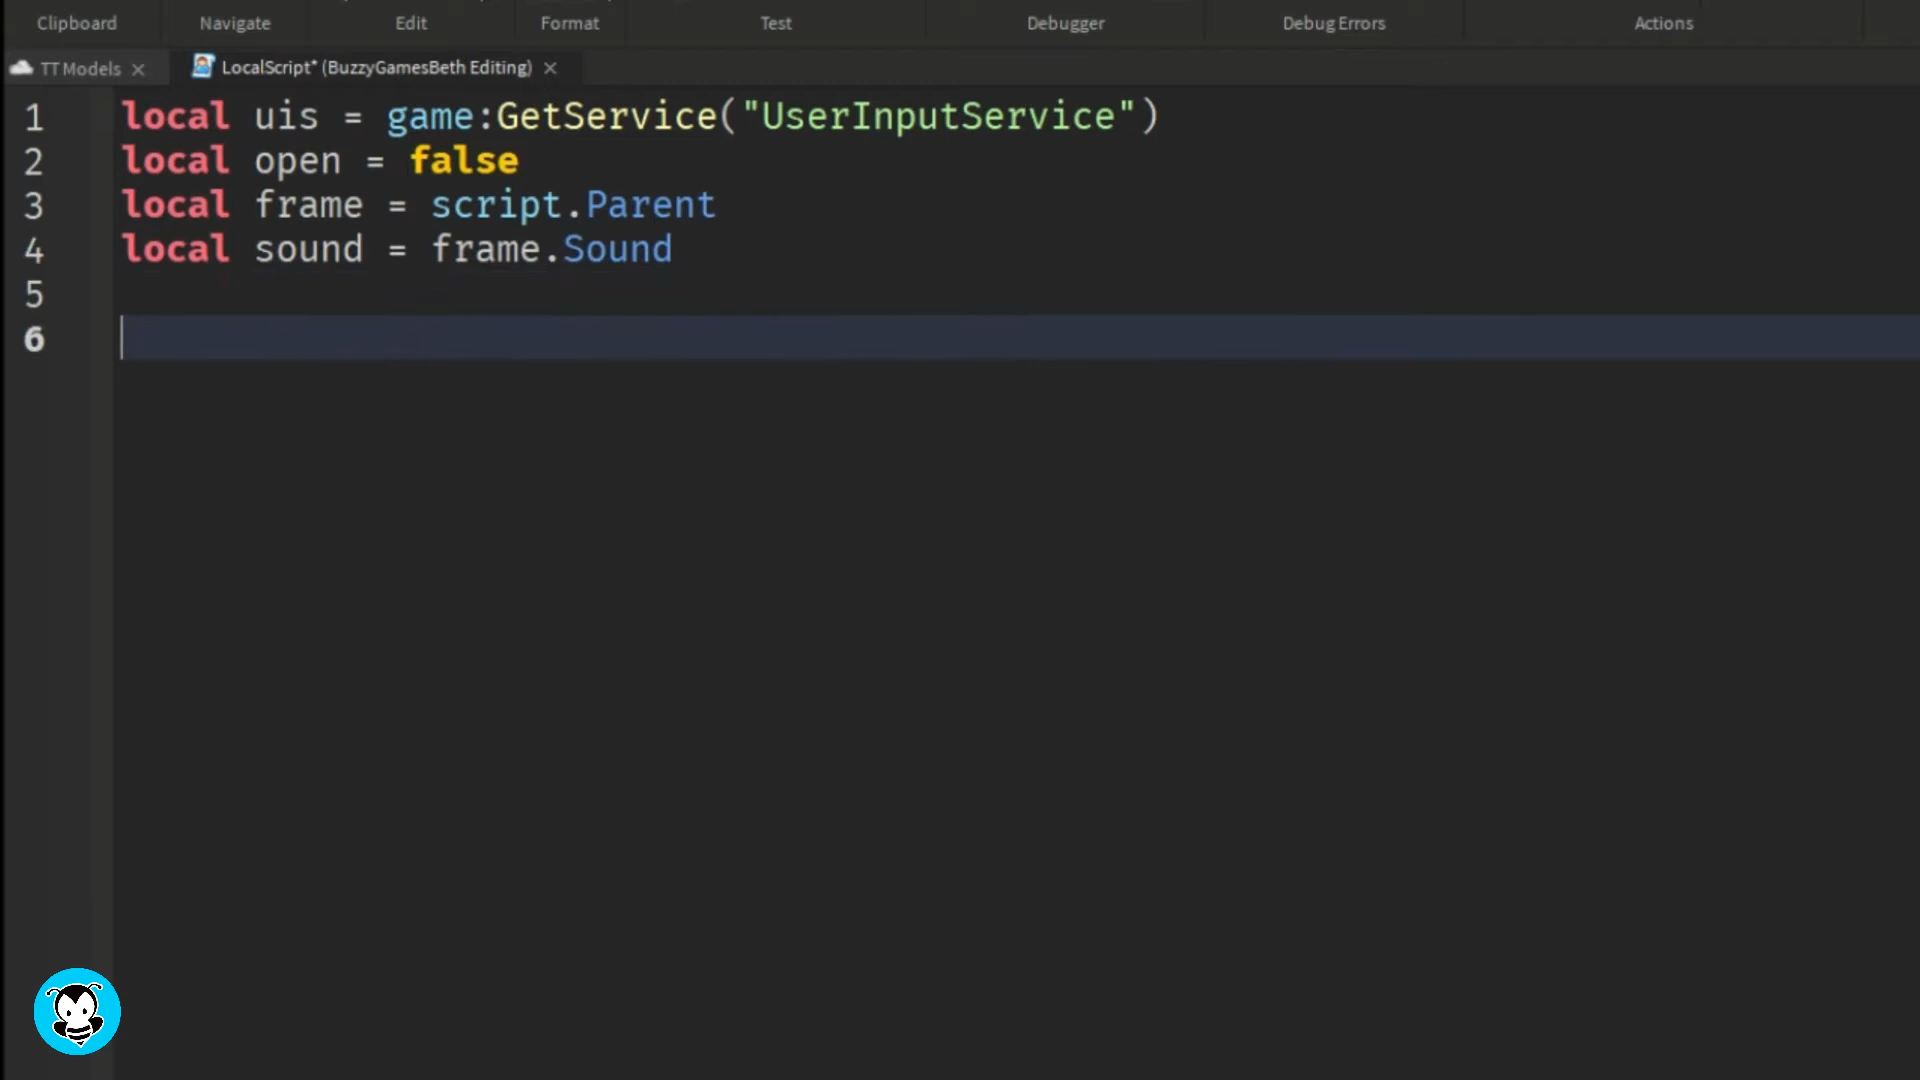 Clipboard Navigate Edit Format Test Debugger Debug Errors Actions
TT Models LocalScript* (BuzzyGamesBeth Editing)
1 local uis = game:GetService("UserInputService")
2 local open = false
3 local frame = script.Parent
4 local sound = frame.Sound
5
6